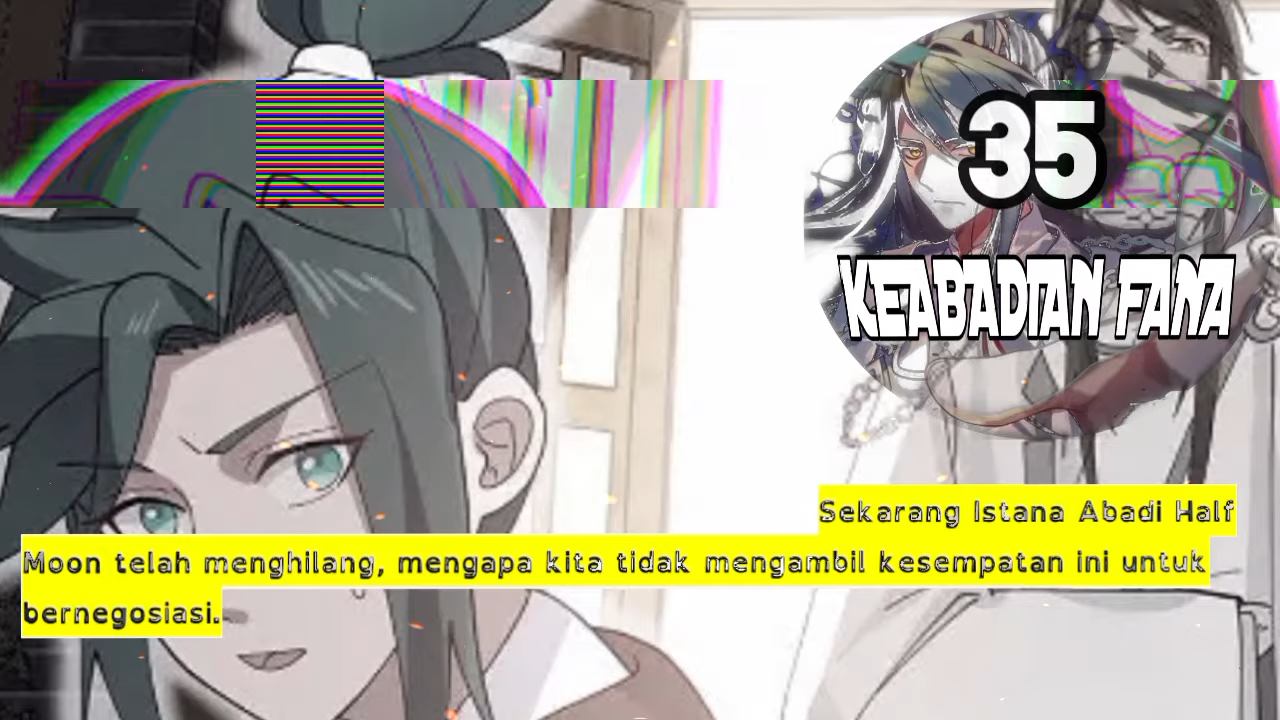 35
KEABADIAN FANA
Sekarang Istana Abadi Half
Moon telah menghilang, mengapa kita tidak mengambil kesempatan ini untuk
bernegosiasi.